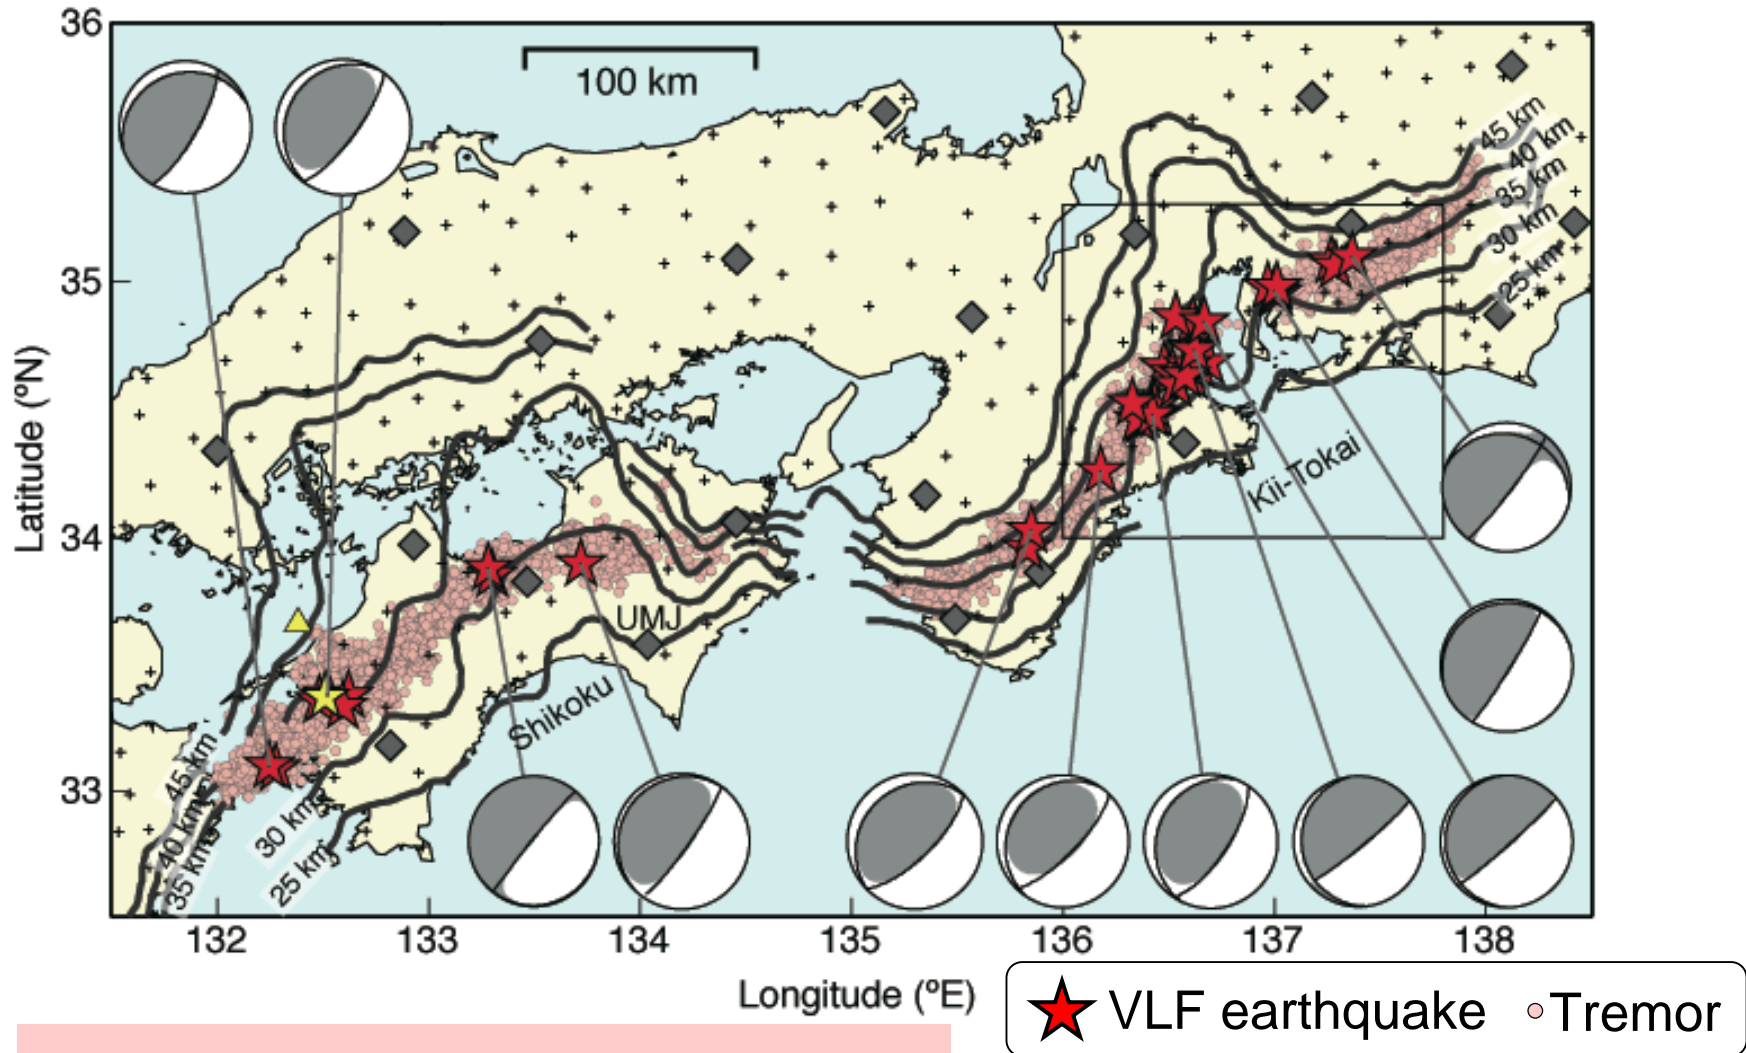 36
100 km
45 km
40 km
35 km
30 km
25 km
35
Latitude (ºN)
Kii-Tokai
34
UMJ
Shikoku
33
45 km
40 km
35 km
30 km
25 km
132
133
134
135
136
137
138
Longitude (ºE)
VLF earthquake
Tremor